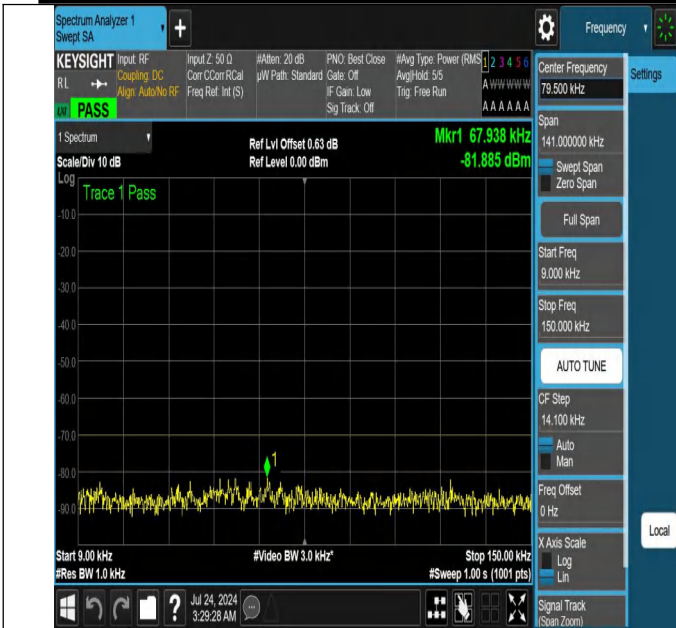 Spectrum Analyzer 1
Swept SA
+
Frequency
KEYSIGHT
RL
PASS
Input: RF
Coupling: DC
Align: Auto/No RF
Input Z: 50 Ω
Corr CCorr RCal
Freq Ref: Int (S)
#Atten: 20 dB
µW Path: Standard
PNO: Best Close
Gate: Off
IF Gain: Low
Sig Track: Off
#Avg Type: Power (RMS
Avg|Hold: 5/5
Trig: Free Run
1 2 3 4 5 6
A W W W W W
A A A A A A
1 Spectrum
Scale/Div 10 dB
Log
Ref Lvl Offset 0.63 dB
Ref Level 0.00 dBm
Mkr1 67.938 kHz
-81.885 dBm
Trace 1 Pass
-10.0
-20.0
-30.0
-40.0
-50.0
-60.0
-70.0
-80.0
-90.0
1
Start 9.00 kHz
#Res BW 1.0 kHz
#Video BW 3.0 kHz*
Stop 150.00 kHz
#Sweep 1.00 s (1001 pts)
?
Jul 24, 2024
3:29:28 AM
Center Frequency
79.500 kHz
Settings
Span
141.000000 kHz
Swept Span
Zero Span
Full Span
Start Freq
9.000 kHz
Stop Freq
150.000 kHz
AUTO TUNE
CF Step
14.100 kHz
Auto
Man
Freq Offset
0 Hz
Local
X Axis Scale
Log
Lin
Signal Track
(Span Zoom)